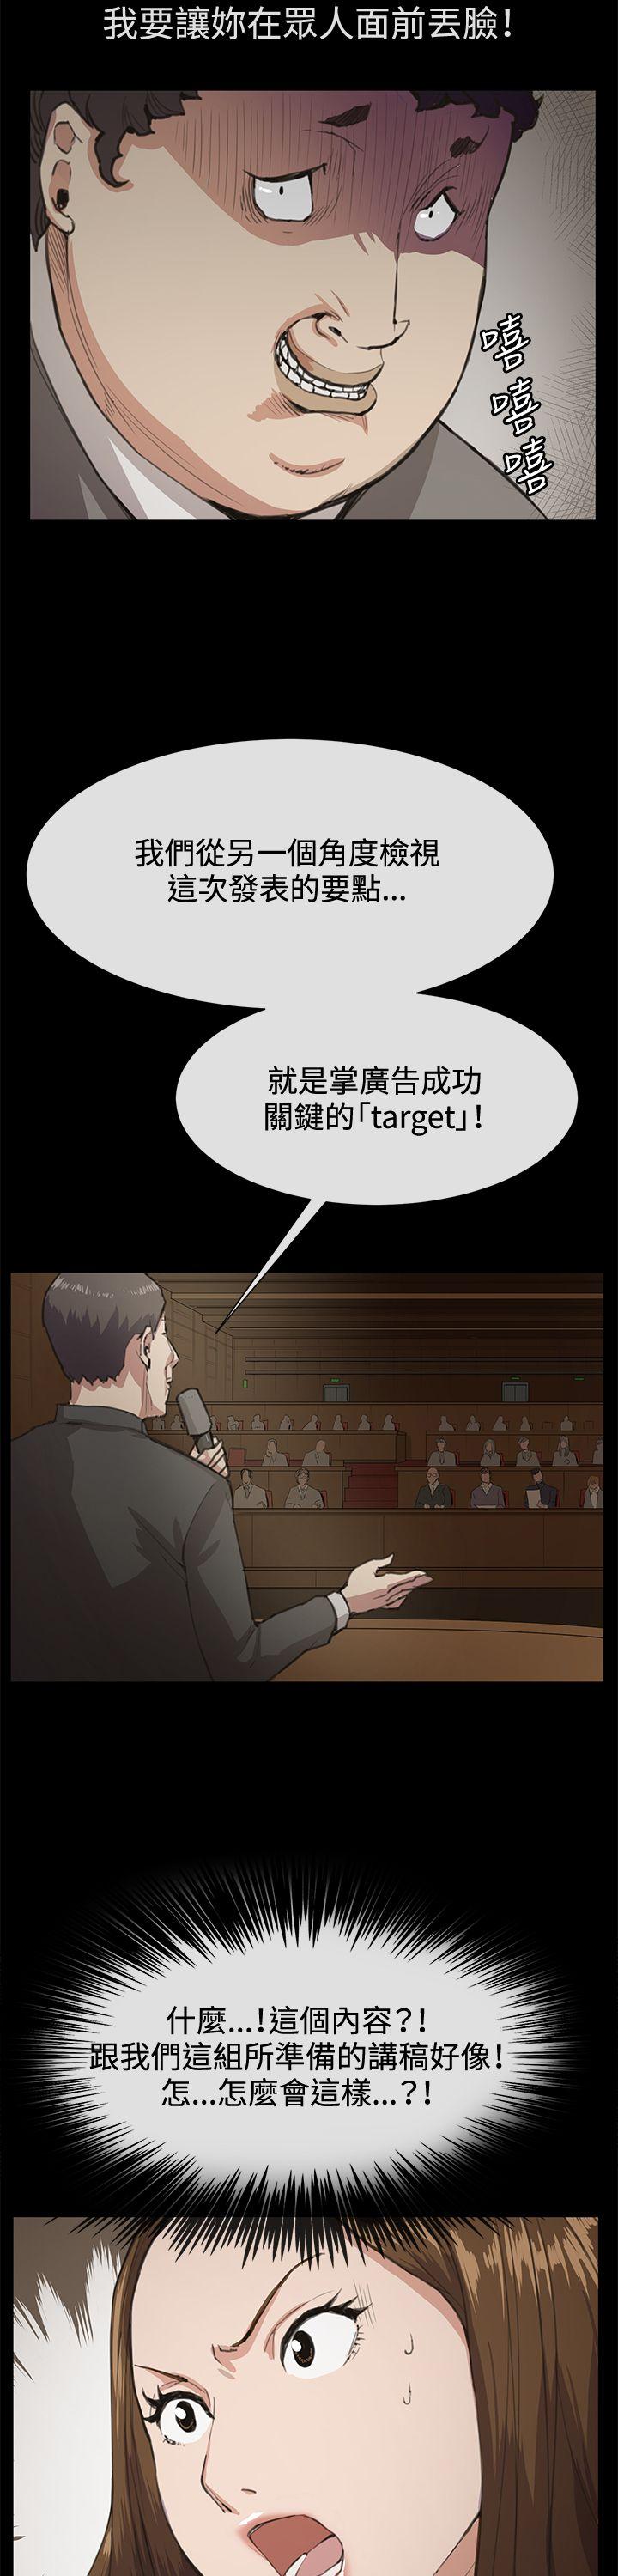 我要讓妳在眾人面前丟臉!
嘻
嘻
嘻
我們從另一個角度檢視
這次發表的要點...
就是掌廣告成功
關鍵的「target」!
什麼...!這個內容?!
跟我們這組所準備的講稿好像!
怎...怎麼會這樣...?!